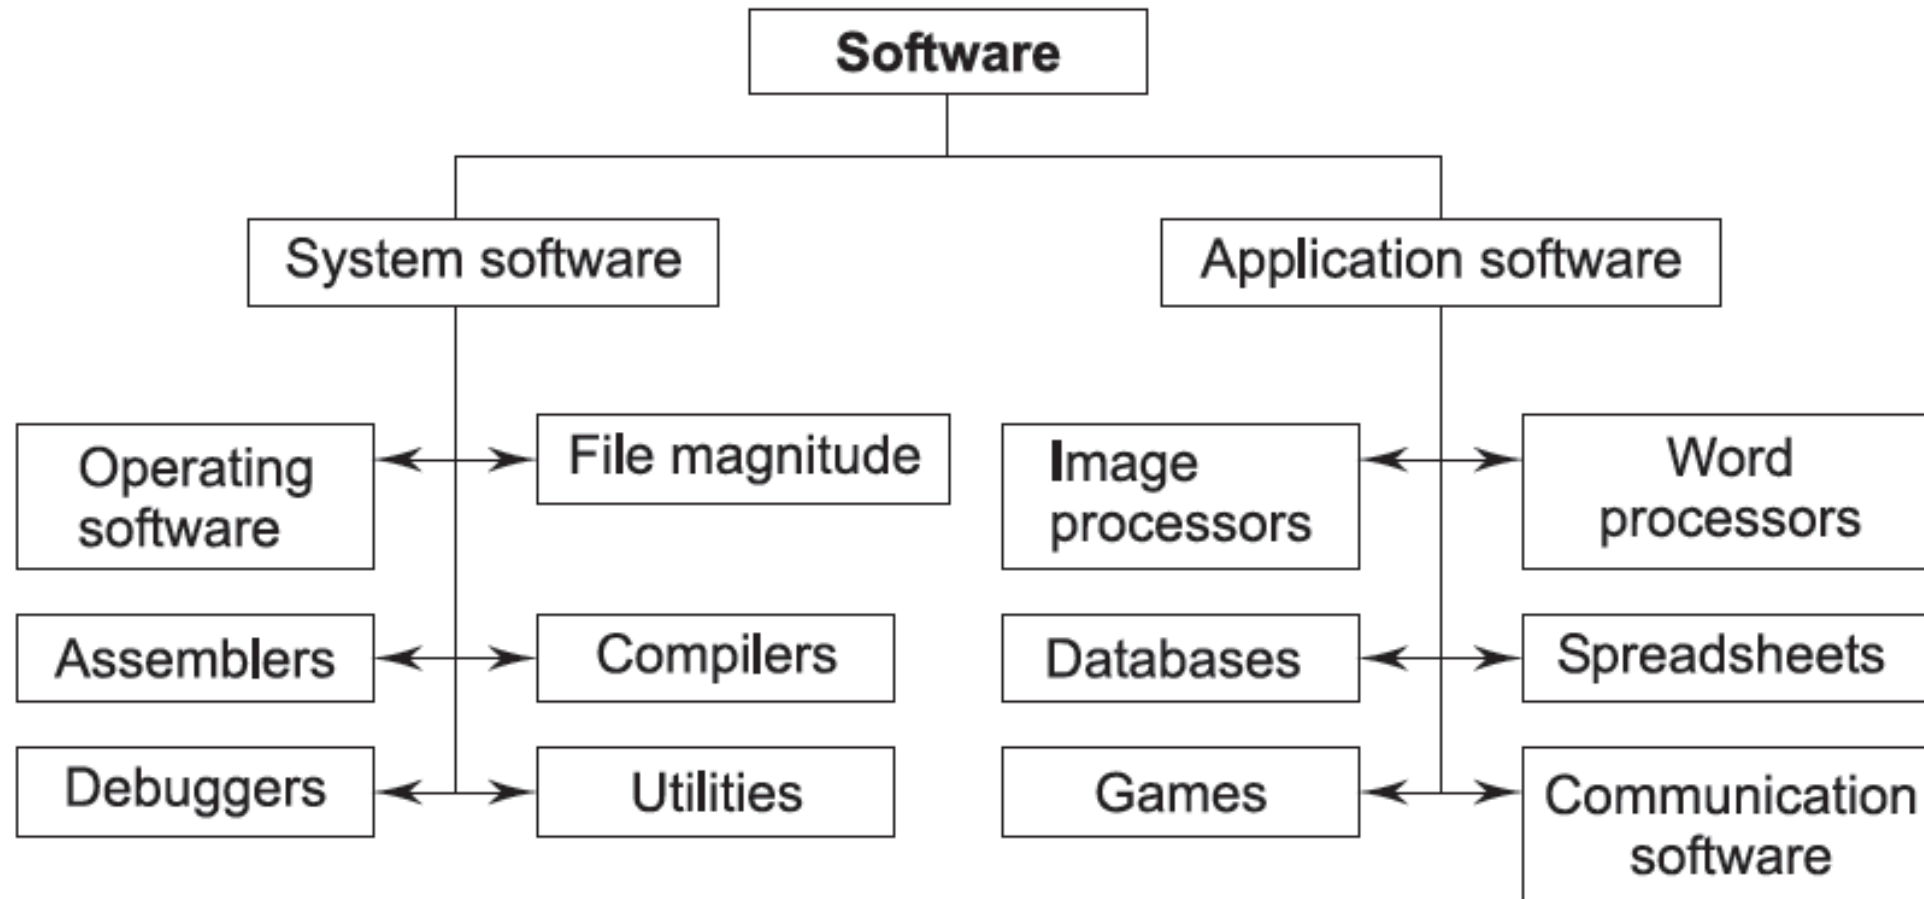 Software
System software
Application software
Operating
software
File magnitude
Image
processors
Word
processors
Assemblers
Compilers
Databases
Spreadsheets
Debuggers
Utilities
Games
Communication
software